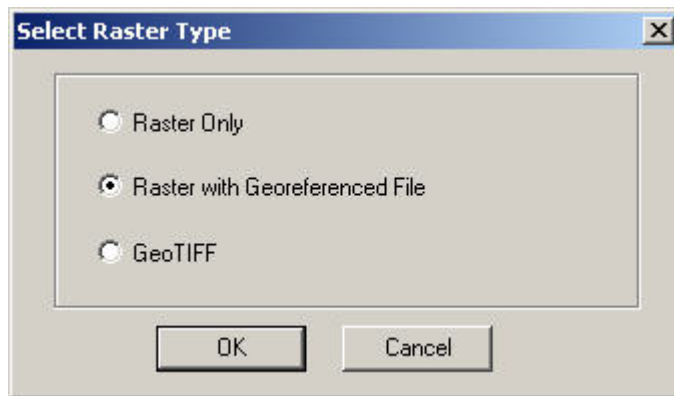 Select Raster Type
Raster Only
Raster with Georeferenced File
GeoTIFF
OK
Cancel